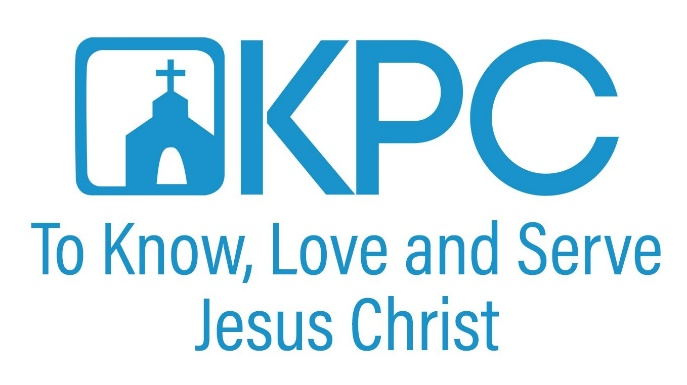 KPC
To Know, Love and Serve
Jesus Christ